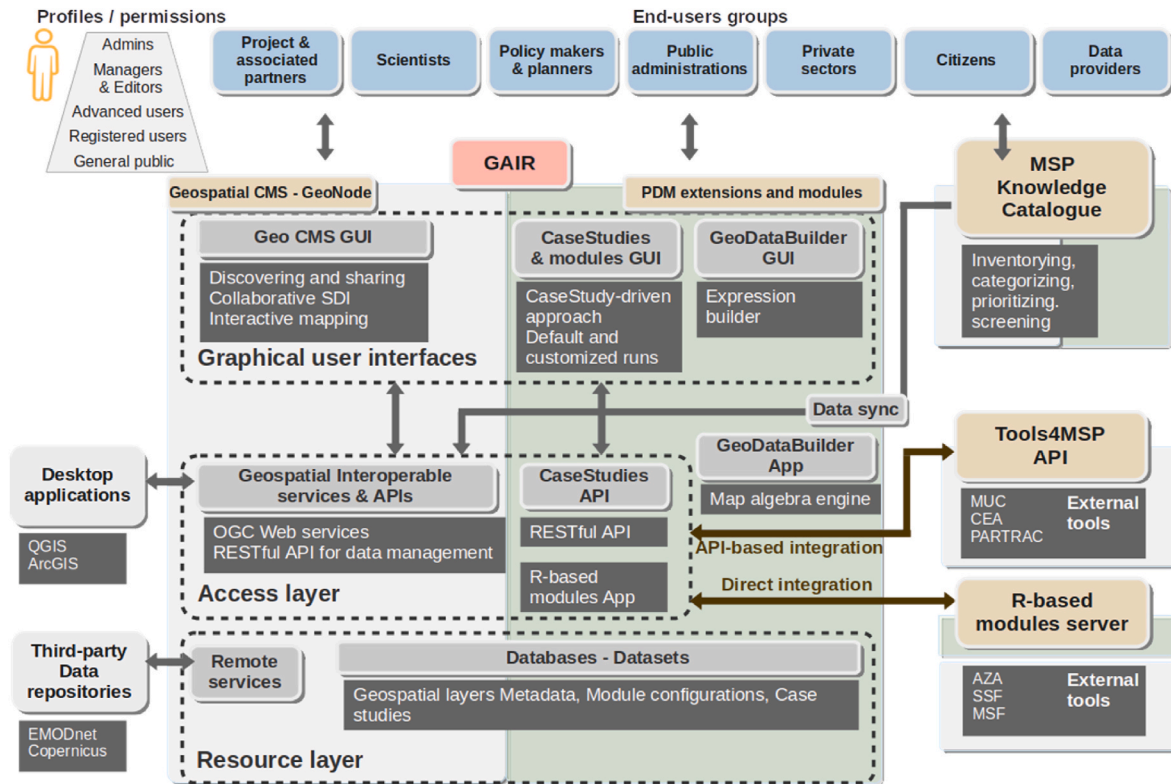 Profiles / permissions
End-users groups
Admins
Managers
& Editors
Advanced users
Registered users
General public
Project &
associated
partners
Scientists
Policy makers
& planners
Public
administrations
Private
sectors
Citizens
Data
providers
GAIR
Geospatial CMS - GeoNode
PDM extensions and modules
MSP
Knowledge
Catalogue
Inventorying,
categorizing,
prioritizing.
screening
Geo CMS GUI
Discovering and sharing
Collaborative SDI
Interactive mapping
CaseStudies
& modules GUI
CaseStudy-driven
approach
Default and
customized runs
GeoDataBuilder
GUI
Expression
builder
Graphical user interfaces
Data sync
Desktop
applications
QGIS
ArcGIS
Geospatial Interoperable
services & APIs
OGC Web services
RESTful API for data management
CaseStudies
API
RESTful API
R-based
modules App
GeoDataBuilder
App
Map algebra engine
API-based integration
Direct integration
Access layer
Tools4MSP
API
MUC
CEA
PARTRAC
External
tools
R-based
modules server
AZA
SSF
MSF
External
tools
Third-party
Data
repositories
EMODnet
Copernicus
Remote
services
Databases - Datasets
Geospatial layers Metadata, Module configurations, Case
studies
Resource layer